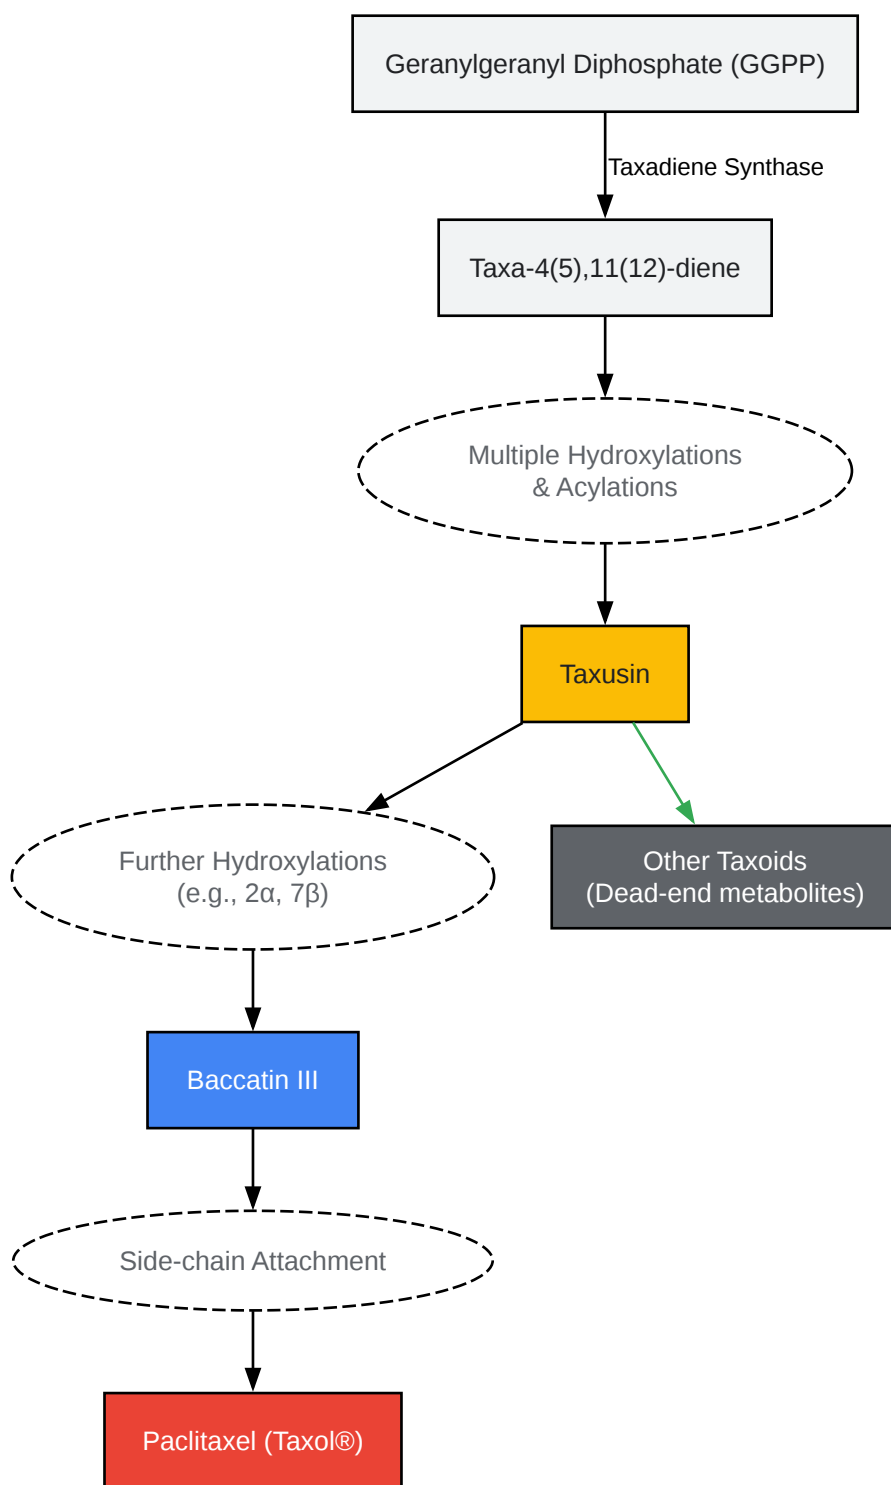 Geranylgeranyl Diphosphate (GGPP)
Taxadiene Synthase
Taxa-4(5),11(12)-diene
Multiple Hydroxylations
& Acylations
Taxusin
Further Hydroxylations
(e.g., 2α, 7β)
Other Taxoids
(Dead-end metabolites)
Baccatin III
Side-chain Attachment
Paclitaxel (Taxol®)